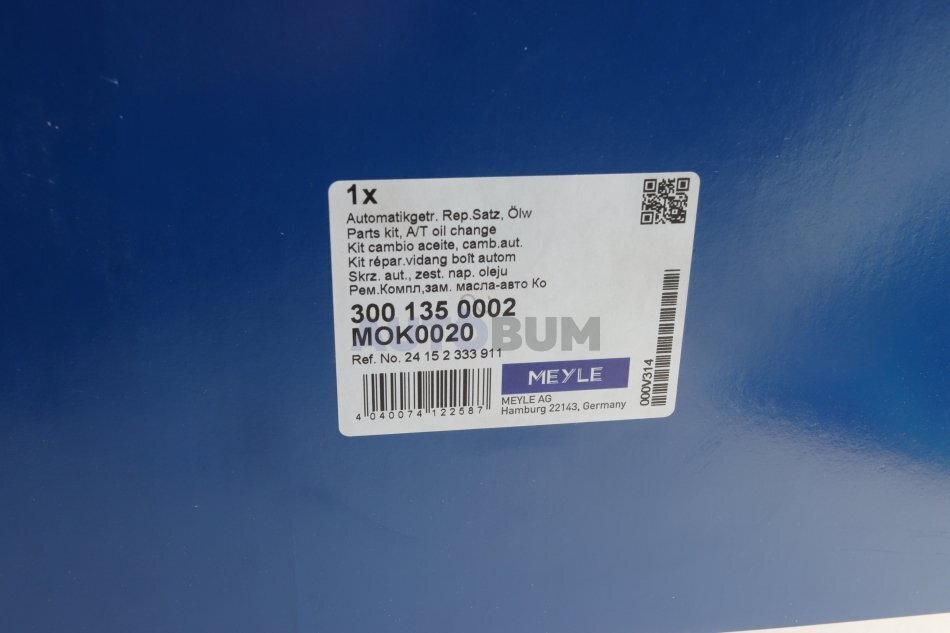 1x
Automatikgetr. Rep.Satz, Ölw
Parts kit, A/T oil change
Kit cambio aceite, camb.aut.
Kit répar.vidang boît autom
Skrz. aut., zest. nap. oleju
Рем.Компл,зам. масла-авто Ко
300 135 0002
MOK0020
AUTOBUM
Ref. No. 24 15 2 333 911
MEYLE
MEYLE AG
Hamburg 22143, Germany
4 040074 122587
000V314